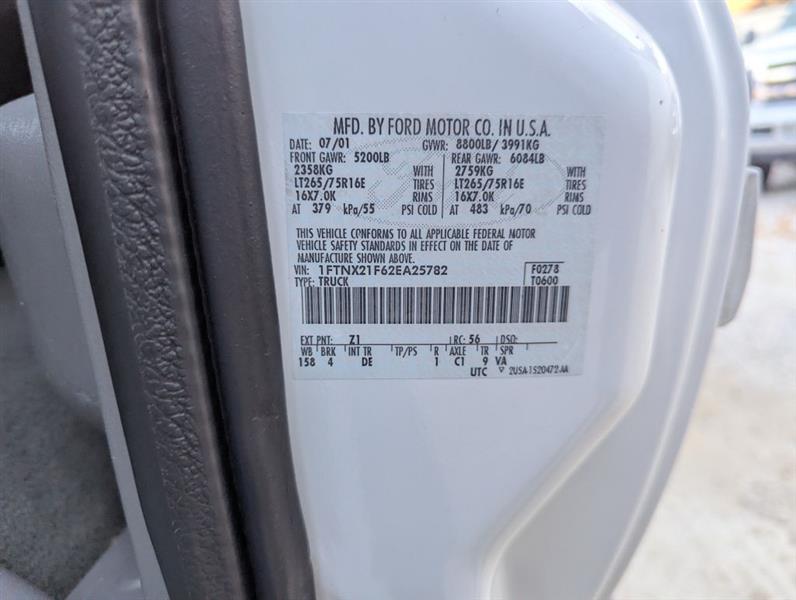 MFD. BY FORD MOTOR CO. IN U.S.A.
DATE: 07/01 GVWR: 8800LB/ 3991KG
FRONT GAWR: 5200LB REAR GAWR: 6084LB
2358KG WITH 2759KG WITH
LT265/75R16E TIRES LT265/75R16E TIRES
16X7.0K RIMS 16X7.0K RIMS
AT 379 kPa/55 PSI COLD AT 483 kPa/70 PSI COLD
THIS VEHICLE CONFORMS TO ALL APPLICABLE FEDERAL MOTOR
VEHICLE SAFETY STANDARDS IN EFFECT ON THE DATE OF
MANUFACTURE SHOWN ABOVE.
VIN: 1FTNX21F62EA25782 F0278
TYPE: TRUCK T0600
EXT PNT: Z1 RC: 56 DSO:
WB BRK INT TR TP/PS R AXLE TR SPR
158 4 DE 1 C1 9 VA
UTC 2USA-1520472-AA